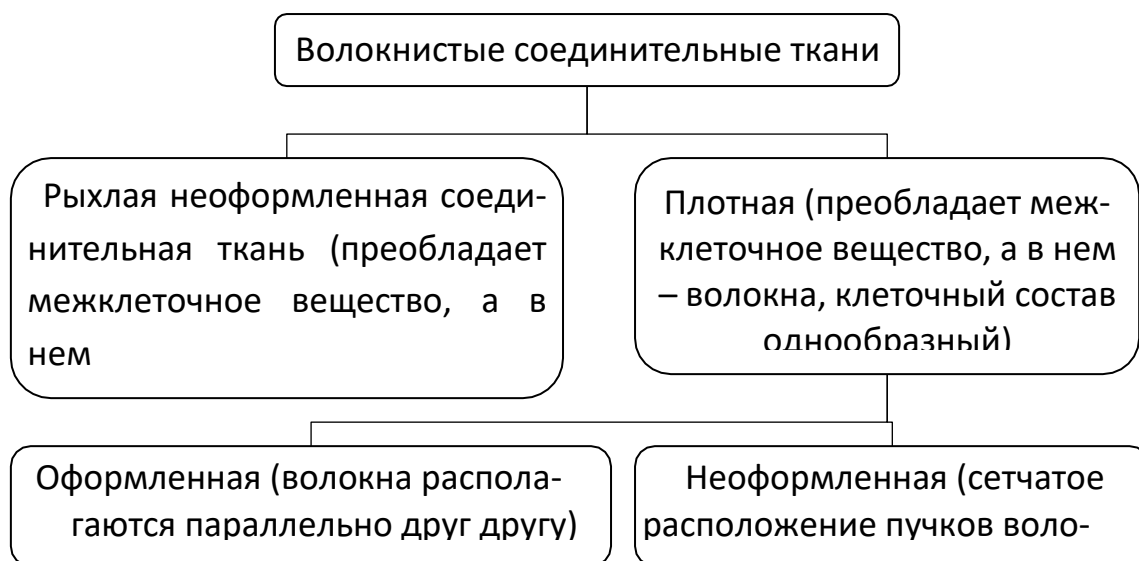 Волокнистые соединительные ткани
Рыхлая неоформленная соеди-
нительная ткань (преобладает
межклеточное вещество, а в
нем
Плотная (преобладает меж-
клеточное вещество, а в нем
– волокна, клеточный состав
однообразный)
Оформленная (волокна распола-
гаются параллельно друг другу)
Неоформленная (сетчатое
расположение пучков воло-